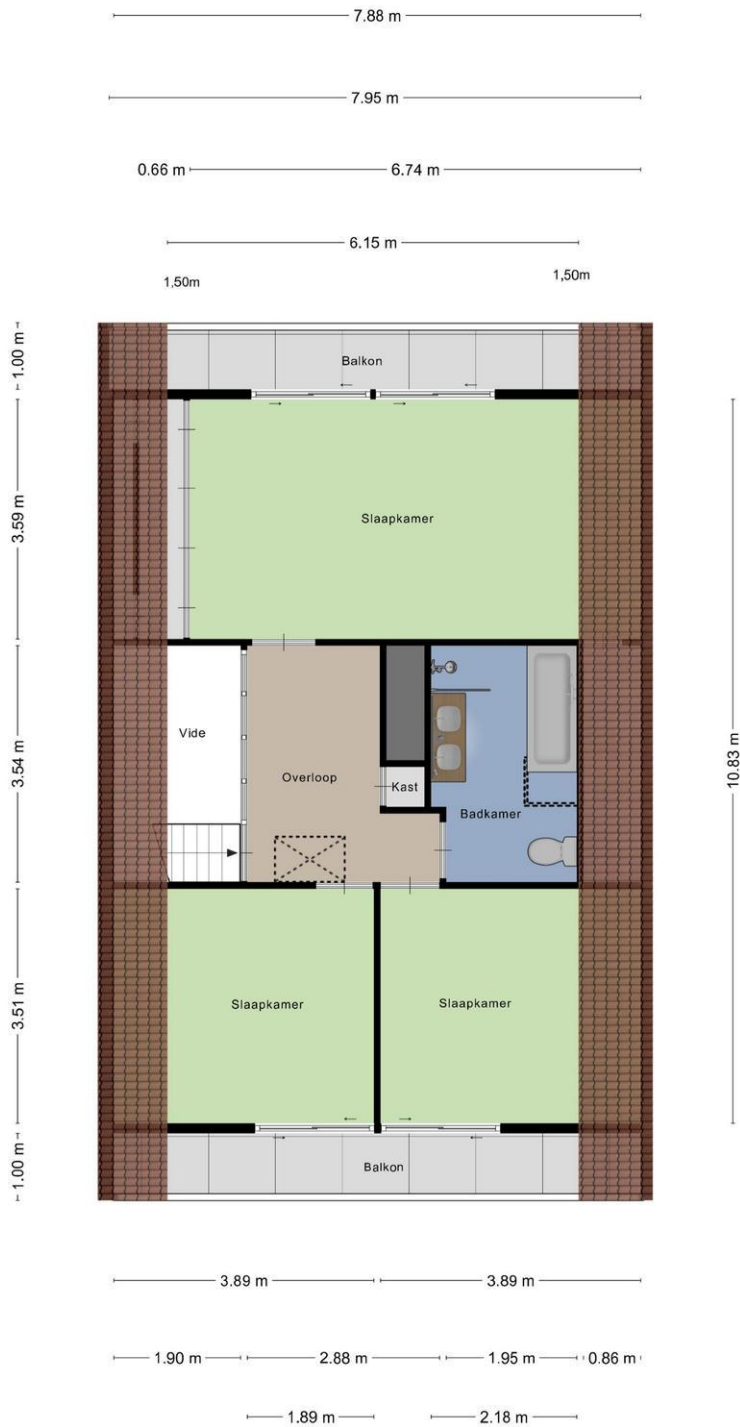 7.88 m
7.95 m
0.66 m 6.74 m
6.15 m
1,50m 1,50m
1.00 m
Balkon
3.59 m
Slaapkamer
10.83 m
3.54 m
Vide
Overloop
Kast
Badkamer
3.51 m
Slaapkamer Slaapkamer
1.00 m
Balkon
3.89 m 3.89 m
1.90 m 2.88 m 1.95 m 0.86 m
1.89 m 2.18 m